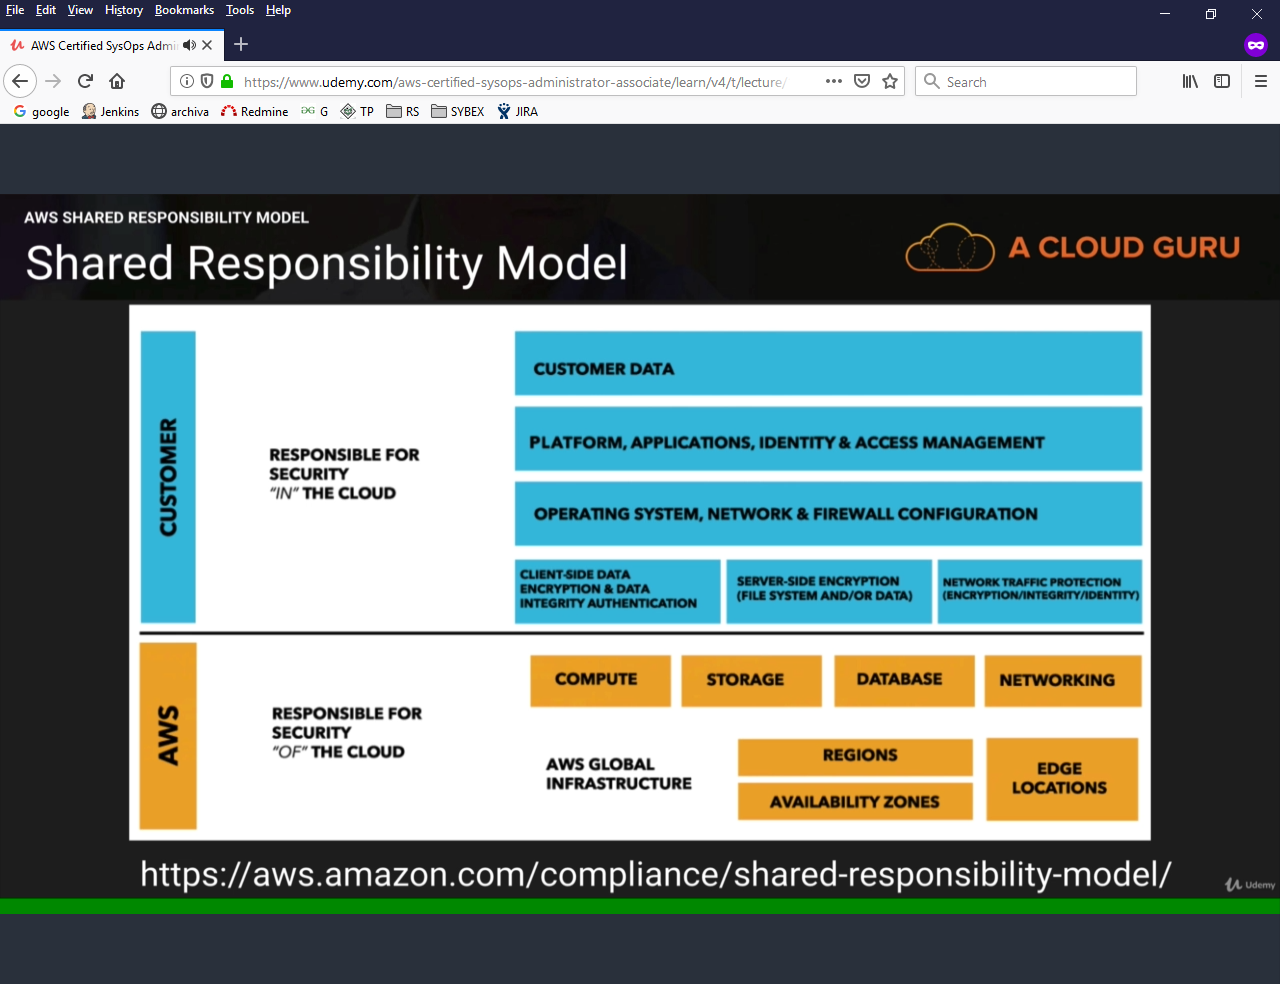 File Edit View History Bookmarks Tools Help
AWS Certified SysOps Admi
https://www.udemy.com/aws-certified-sysops-administrator-associate/learn/v4/t/lecture/
Search
google Jenkins archiva Redmine G TP RS SYBEX JIRA
AWS SHARED RESPONSIBILITY MODEL
Shared Responsibility Model
A CLOUD GURU
CUSTOMER
RESPONSIBLE FOR
SECURITY
"IN" THE CLOUD
CUSTOMER DATA
PLATFORM, APPLICATIONS, IDENTITY & ACCESS MANAGEMENT
OPERATING SYSTEM, NETWORK & FIREWALL CONFIGURATION
CLIENT-SIDE DATA
ENCRYPTION & DATA
INTEGRITY AUTHENTICATION
SERVER-SIDE ENCRYPTION
(FILE SYSTEM AND/OR DATA)
NETWORK TRAFFIC PROTECTION
(ENCRYPTION/INTEGRITY/IDENTITY)
AWS
RESPONSIBLE FOR
SECURITY
"OF" THE CLOUD
COMPUTE
STORAGE
DATABASE
NETWORKING
AWS GLOBAL
INFRASTRUCTURE
REGIONS
AVAILABILITY ZONES
EDGE
LOCATIONS
https://aws.amazon.com/compliance/shared-responsibility-model/
Udemy